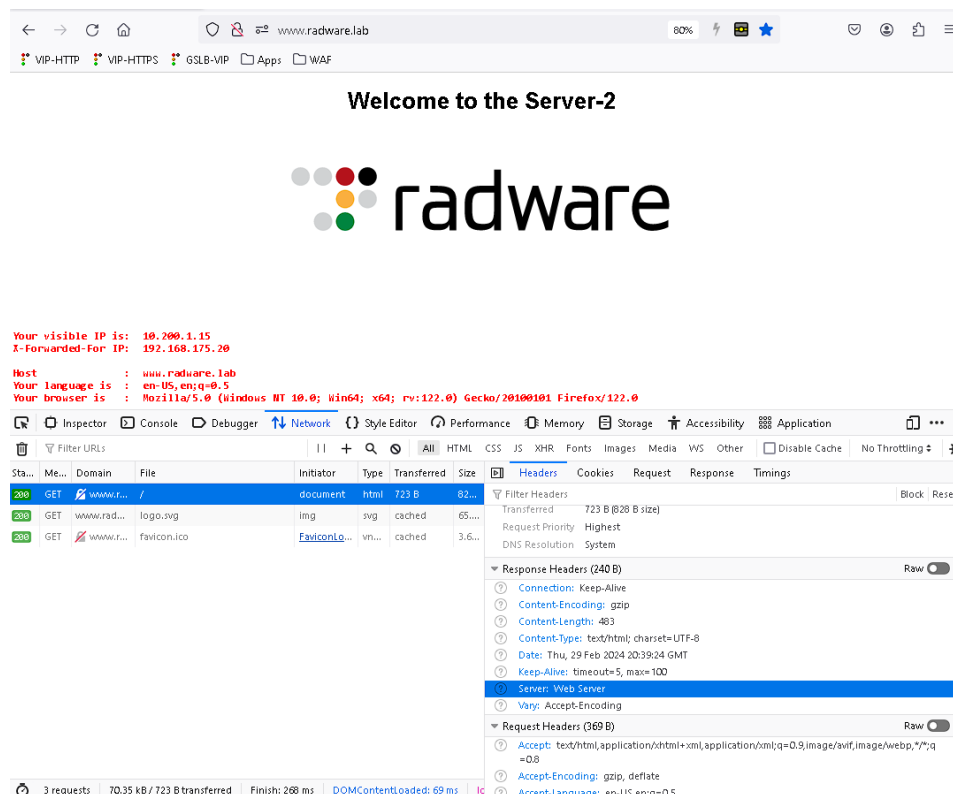 www.radware.lab
80%
VIP-HTTP VIP-HTTPS GSLB-VIP Apps WAF
Welcome to the Server-2
radware
Your visible IP is: 10.200.1.15
X-Forwarded-For IP: 192.168.175.20
Host : www.radware.lab
Your language is : en-US,en;q=0.5
Your browser is : Mozilla/5.0 (Windows NT 10.0; Win64; x64; rv:122.0) Gecko/20100101 Firefox/122.0
Inspector Console Debugger Network Style Editor Performance Memory Storage Accessibility Application
Filter URLs All HTML CSS JS XHR Fonts Images Media WS Other Disable Cache No Throttling
Sta... Me... Domain File Initiator Type Transferred Size
200 GET www.r... / document html 723 B 82...
200 GET www.rad... logo.svg img svg cached 65....
200 GET www.r... favicon.ico FaviconLo... vn... cached 3.6...
Headers Cookies Request Response Timings
Filter Headers Block Rese
Transferred 723 B (828 B size)
Request Priority Highest
DNS Resolution System
Response Headers (240 B) Raw
Connection: Keep-Alive
Content-Encoding: gzip
Content-Length: 483
Content-Type: text/html; charset=UTF-8
Date: Thu, 29 Feb 2024 20:39:24 GMT
Keep-Alive: timeout=5, max=100
Server: Web Server
Vary: Accept-Encoding
Request Headers (369 B) Raw
Accept: text/html,application/xhtml+xml,application/xml;q=0.9,image/avif,image/webp,*/*;q
=0.8
Accept-Encoding: gzip, deflate
Accept-Language: en-US,en;q=0.5
3 requests 70.35 kB / 723 B transferred Finish: 268 ms DOMContentLoaded: 69 ms